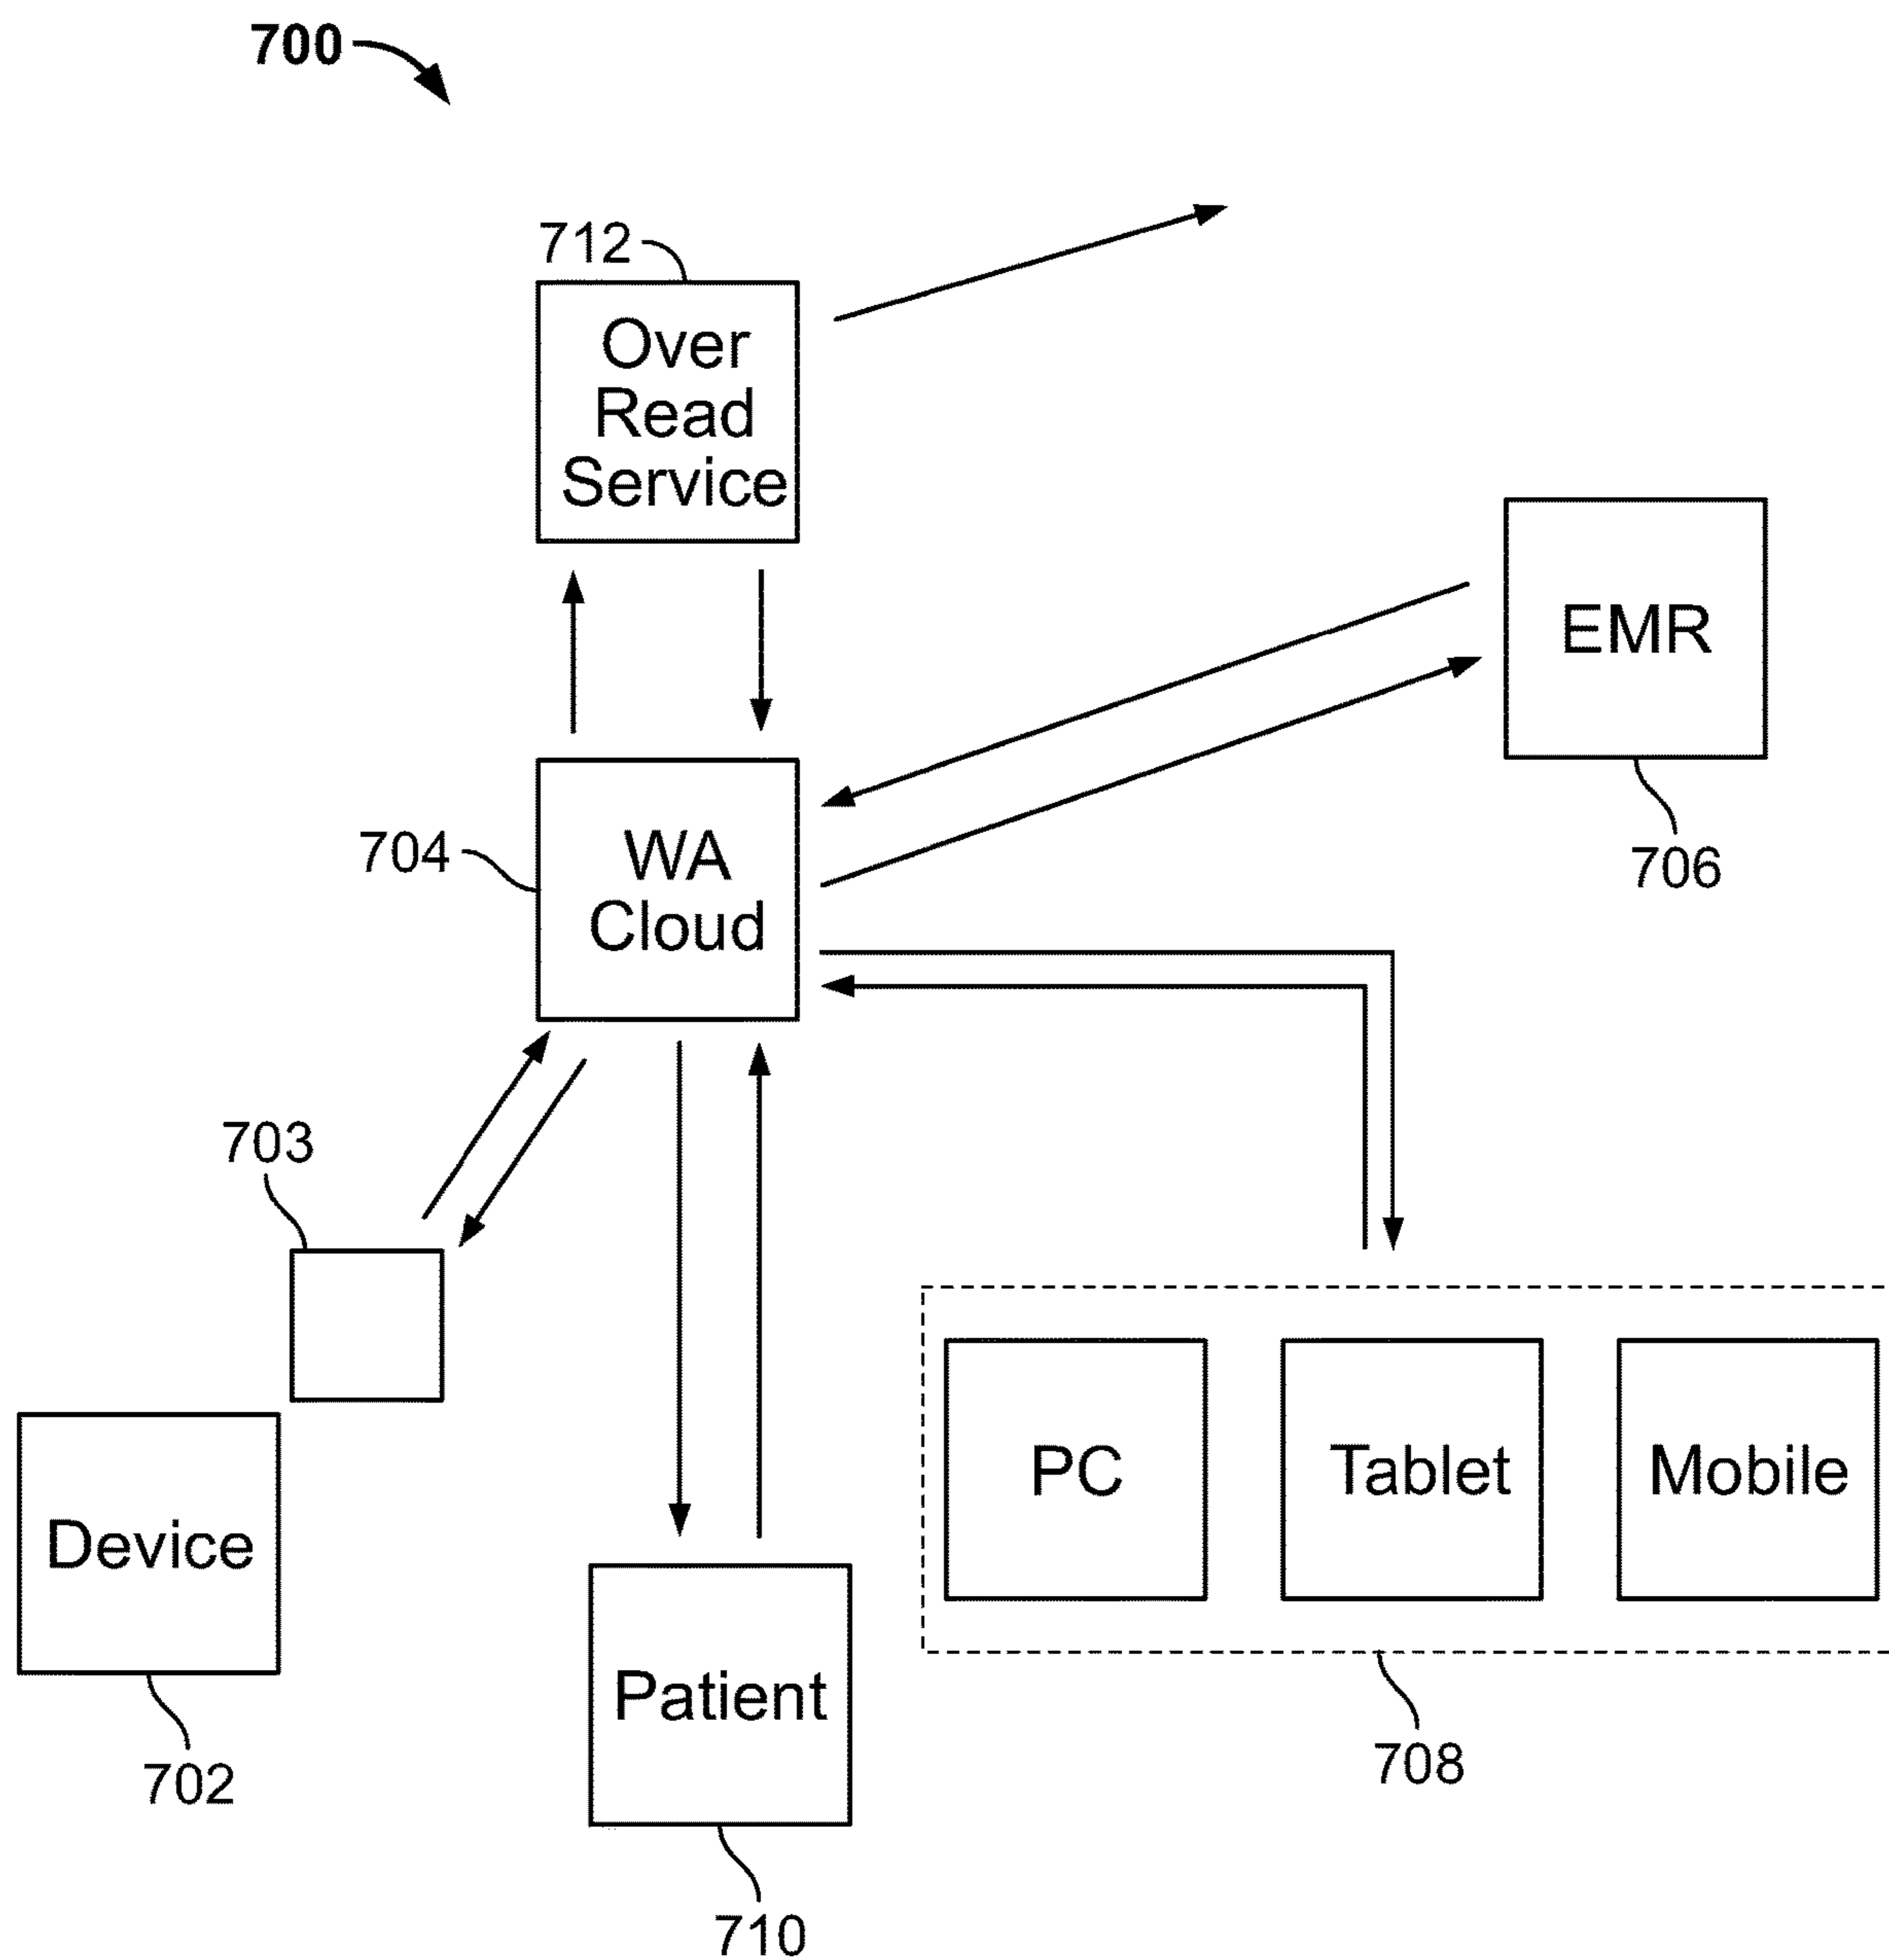 700
712
Over
Read
Service
EMR
706
704
WA
Cloud
703
PC
Tablet
Mobile
Device
Patient
702
708
710